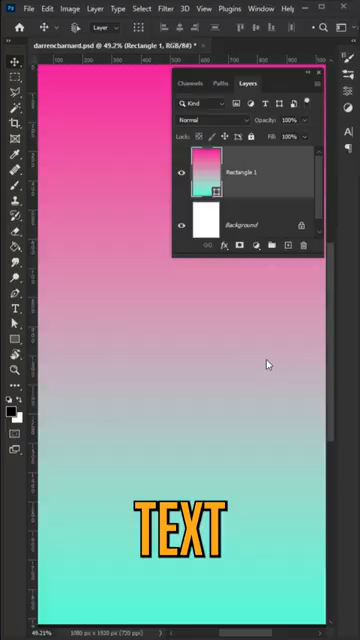 Ps
File
Edit
Image
Layer
Type
Select
Filter
3D
View
Plugins
Window
Help
Layer
darrencbarnard.psd @ 49.2% (Rectangle 1, RGB/8#) *
Channels
Paths
Layers
Kind
Normal
Opacity: 100%
Lock:
Fill: 100%
Rectangle 1
Background
TEXT
49.21%
1080 px x 1920 px (720 ppi)